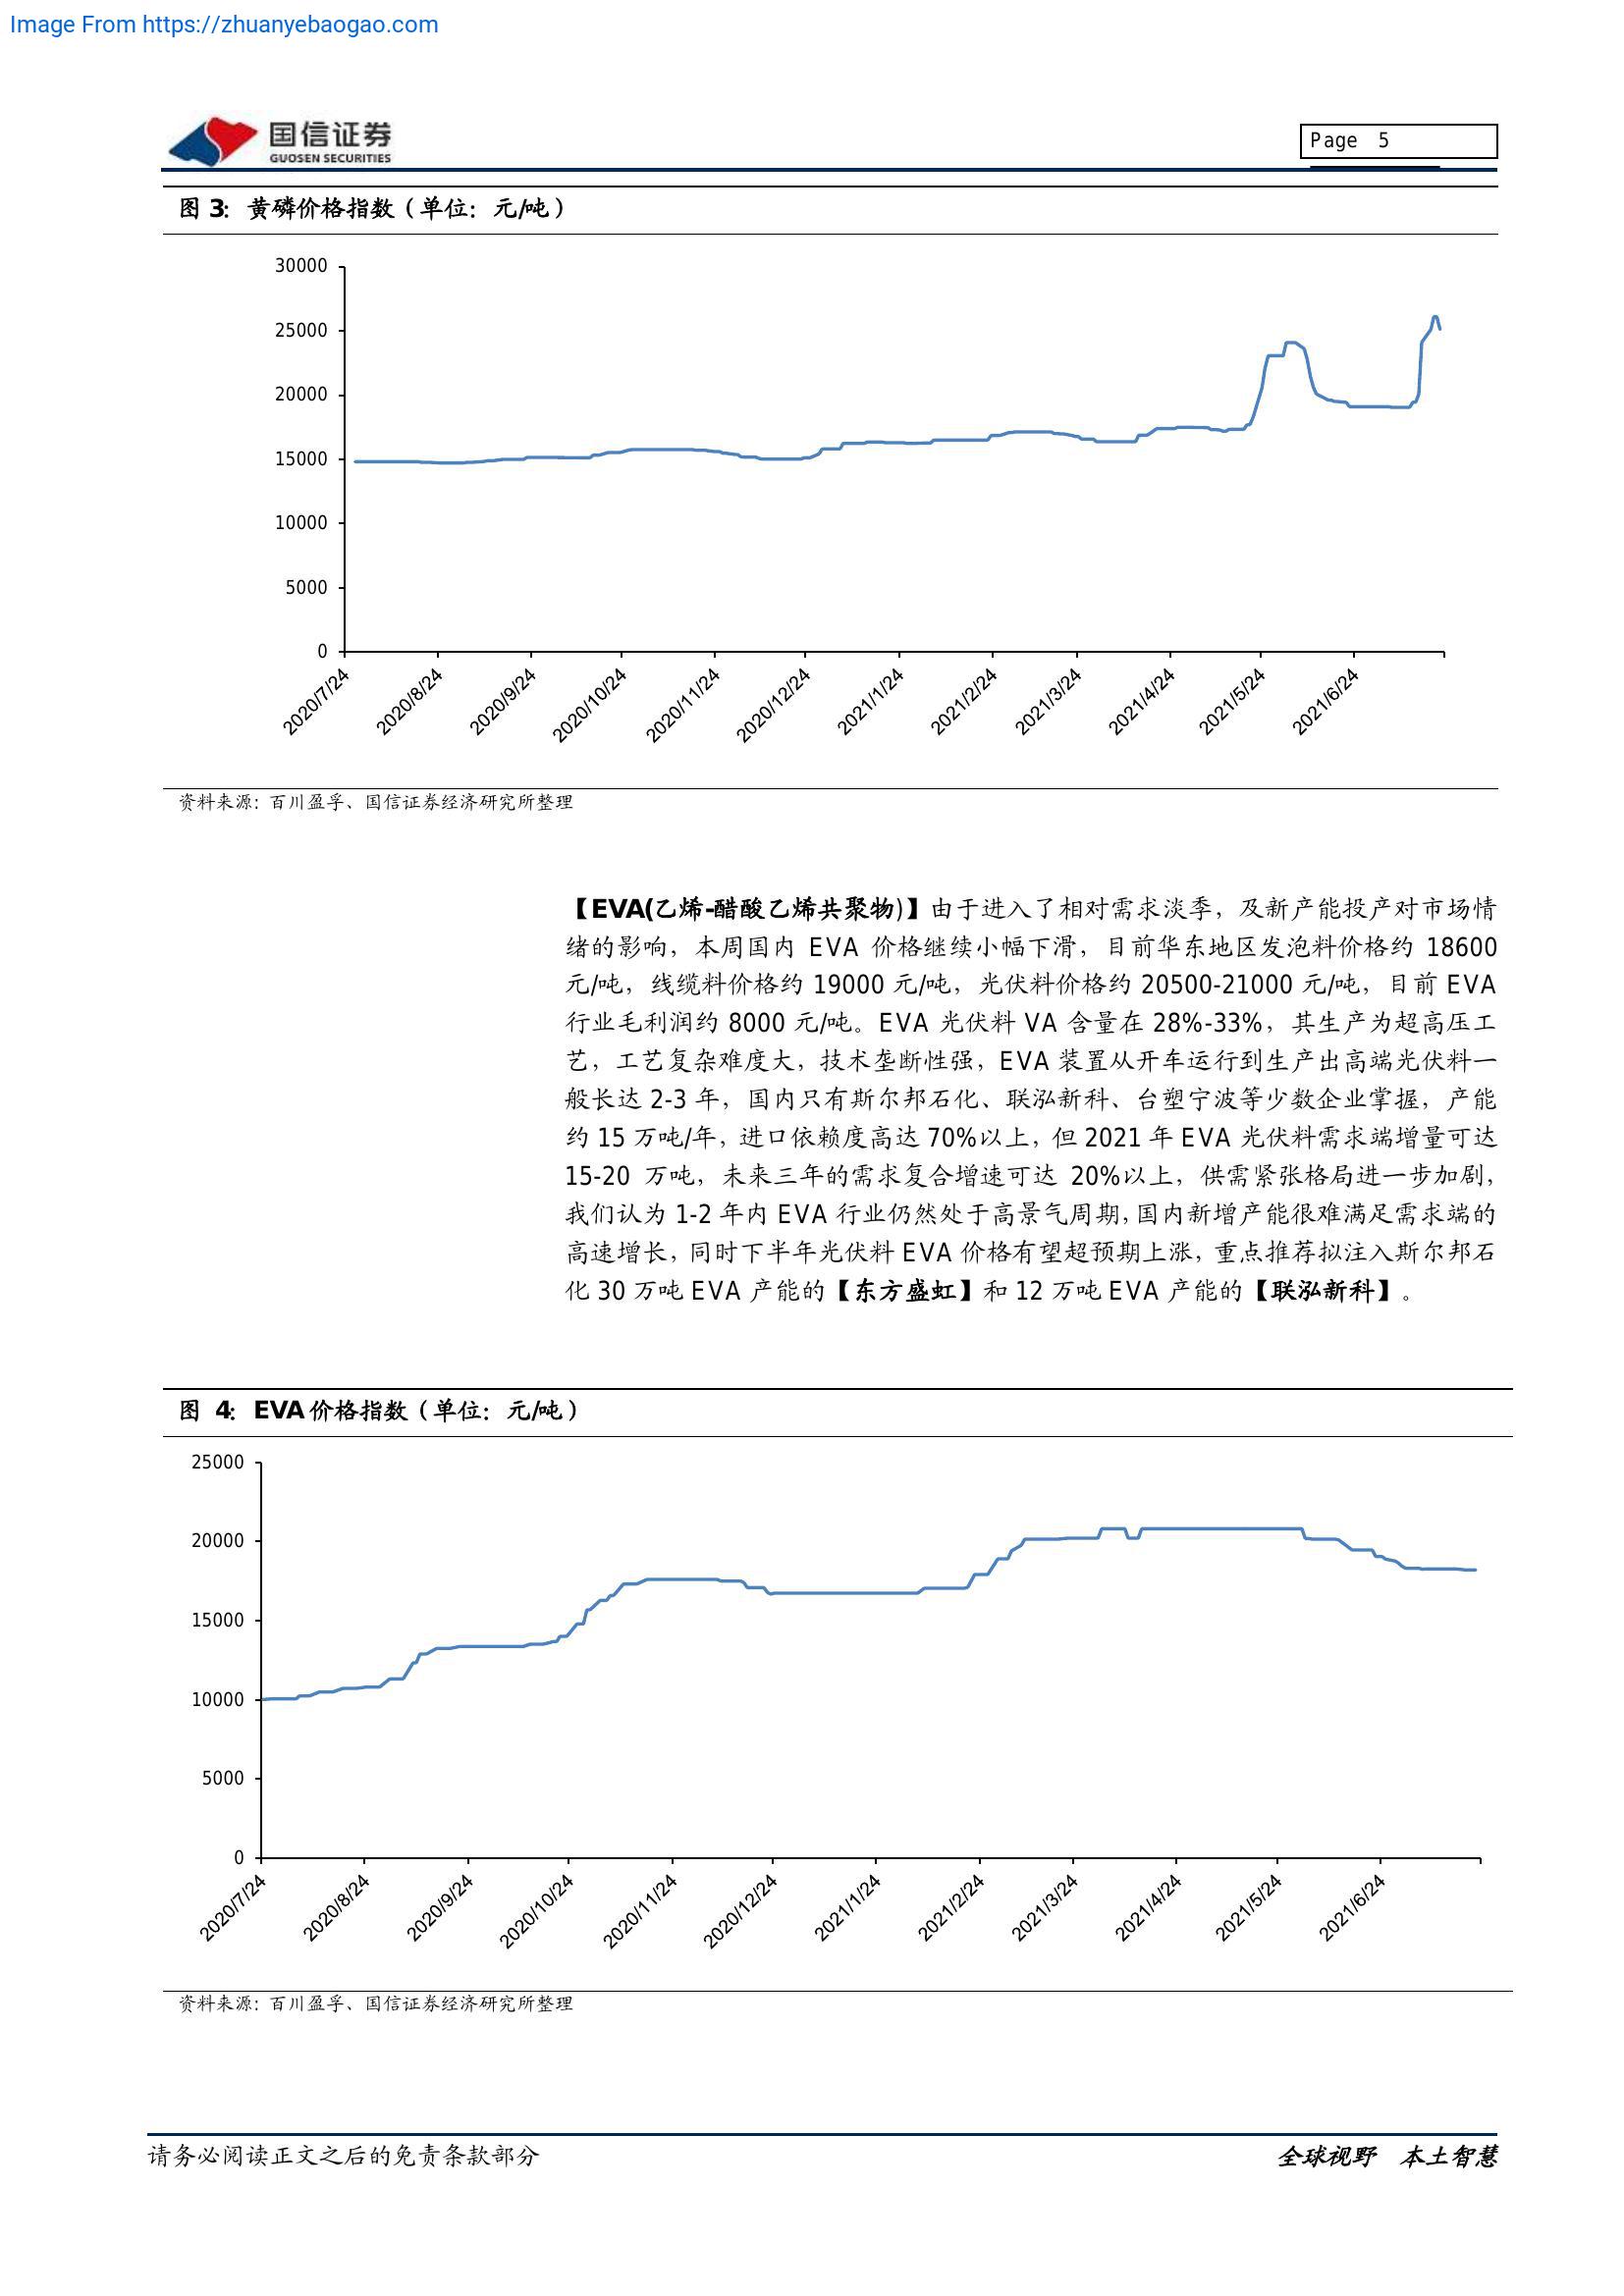 Image From https://zhuanyebaogao.com
国信证券
GUOSEN SECURITIES
Page 5
图 3：黄磷价格指数（单位：元/吨）
30000
25000
20000
15000
10000
5000
0
2020/7/24
2020/8/24
2020/9/24
2020/10/24
2020/11/24
2020/12/24
2021/1/24
2021/2/24
2021/3/24
2021/4/24
2021/5/24
2021/6/24
资料来源：百川盈孚、国信证券经济研究所整理
【EVA(乙烯-醋酸乙烯共聚物)】由于进入了相对需求淡季，及新产能投产对市场情
绪的影响，本周国内 EVA 价格继续小幅下滑，目前华东地区发泡料价格约 18600
元/吨，线缆料价格约 19000 元/吨，光伏料价格约 20500-21000 元/吨，目前 EVA
行业毛利润约 8000 元/吨。EVA 光伏料 VA 含量在 28%-33%，其生产为超高压工
艺，工艺复杂难度大，技术垄断性强，EVA 装置从开车运行到生产出高端光伏料一
般长达 2-3 年，国内只有斯尔邦石化、联泓新科、台塑宁波等少数企业掌握，产能
约 15 万吨/年，进口依赖度高达 70%以上，但 2021 年 EVA 光伏料需求端增量可达
15-20 万吨，未来三年的需求复合增速可达 20%以上，供需紧张格局进一步加剧，
我们认为 1-2 年内 EVA 行业仍然处于高景气周期，国内新增产能很难满足需求端的
高速增长，同时下半年光伏料 EVA 价格有望超预期上涨，重点推荐拟注入斯尔邦石
化 30 万吨 EVA 产能的【东方盛虹】和 12 万吨 EVA 产能的【联泓新科】。
图 4：EVA 价格指数（单位：元/吨）
25000
20000
15000
10000
5000
0
2020/7/24
2020/8/24
2020/9/24
2020/10/24
2020/11/24
2020/12/24
2021/1/24
2021/2/24
2021/3/24
2021/4/24
2021/5/24
2021/6/24
资料来源：百川盈孚、国信证券经济研究所整理
请务必阅读正文之后的免责条款部分
全球视野 本土智慧